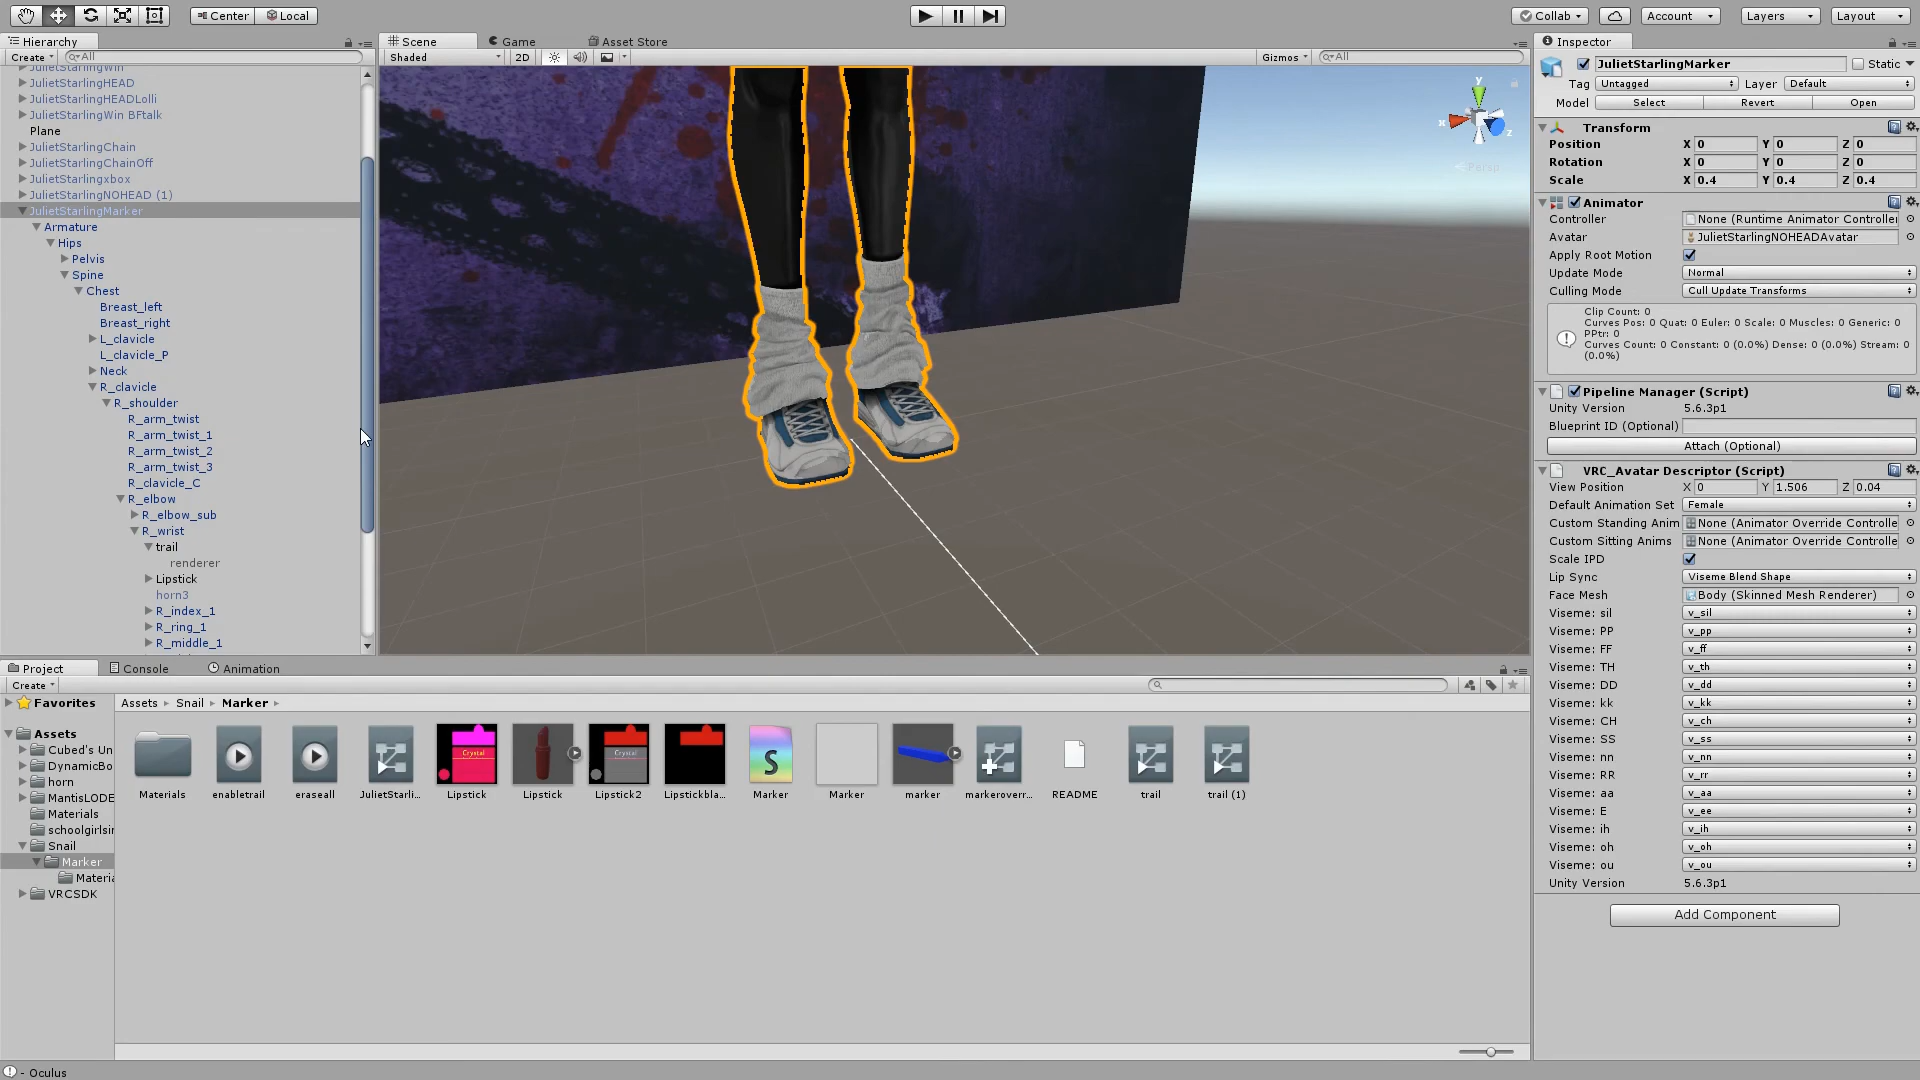 Center
Local
Collab
Account
Layers
Layout
Hierarchy
Create
All
JulietStarlingWin
JulietStarlingHEAD
JulietStarlingHEADLolli
JulietStarlingWin BFtalk
Plane
JulietStarlingChain
JulietStarlingChainOff
JulietStarlingxbox
JulietStarlingNOHEAD (1)
JulietStarlingMarker
Armature
Hips
Pelvis
Spine
Chest
Breast_left
Breast_right
L_clavicle
L_clavicle_P
Neck
R_clavicle
R_shoulder
R_arm_twist
R_arm_twist_1
R_arm_twist_2
R_arm_twist_3
R_clavicle_C
R_elbow
R_elbow_sub
R_wrist
trail
renderer
Lipstick
horn3
R_index_1
R_ring_1
R_middle_1
Scene
Game
Asset Store
Shaded
2D
Gizmos
All
y
x
z
Persp
Inspector
JulietStarlingMarker
Static
Tag Untagged Layer Default
Model Select Revert Open
Transform
Position X 0 Y 0 Z 0
Rotation X 0 Y 0 Z 0
Scale X 0.4 Y 0.4 Z 0.4
Animator
Controller None (Runtime Animator Controller
Avatar JulietStarlingNOHEADAvatar
Apply Root Motion
Update Mode Normal
Culling Mode Cull Update Transforms
Clip Count: 0
Curves Pos: 0 Quat: 0 Euler: 0 Scale: 0 Muscles: 0 Generic: 0
PPtr: 0
Curves Count: 0 Constant: 0 (0.0%) Dense: 0 (0.0%) Stream: 0
(0.0%)
Pipeline Manager (Script)
Unity Version 5.6.3p1
Blueprint ID (Optional)
Attach (Optional)
VRC_Avatar Descriptor (Script)
View Position X 0 Y 1.506 Z 0.04
Default Animation Set Female
Custom Standing Anim None (Animator Override Controlle
Custom Sitting Anims None (Animator Override Controlle
Scale IPD
Lip Sync Viseme Blend Shape
Face Mesh Body (Skinned Mesh Renderer)
Viseme: sil v_sil
Viseme: PP v_pp
Viseme: FF v_ff
Viseme: TH v_th
Viseme: DD v_dd
Viseme: kk v_kk
Viseme: CH v_ch
Viseme: SS v_ss
Viseme: nn v_nn
Viseme: RR v_rr
Viseme: aa v_aa
Viseme: E v_ee
Viseme: ih v_ih
Viseme: oh v_oh
Viseme: ou v_ou
Unity Version 5.6.3p1
Add Component
Project
Console
Animation
Create
Favorites
Assets
Cubed's Un
DynamicBo
horn
MantisLODE
Materials
schoolgirlsir
Snail
Marker
Materia
VRCSDK
Assets Snail Marker
Crystal
Crystal
S
Materials
enabletrail
eraseall
JulietStarli...
Lipstick
Lipstick
Lipstick2
Lipstickbla...
Marker
Marker
marker
markeroverr...
README
trail
trail (1)
- Oculus